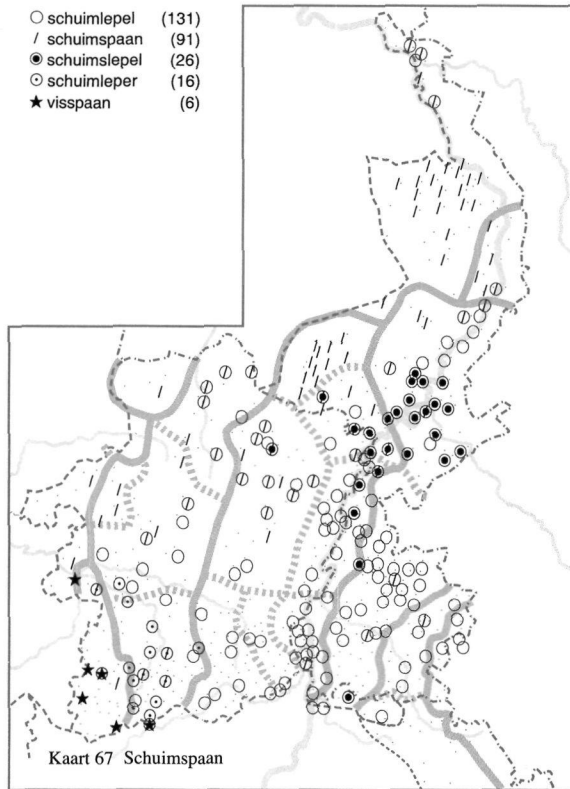 schuimlepel (131)
schuimspaan (91)
schuimslepel (26)
schuimleper (16)
visspaan (6)
Kaart 67 Schuimspaan